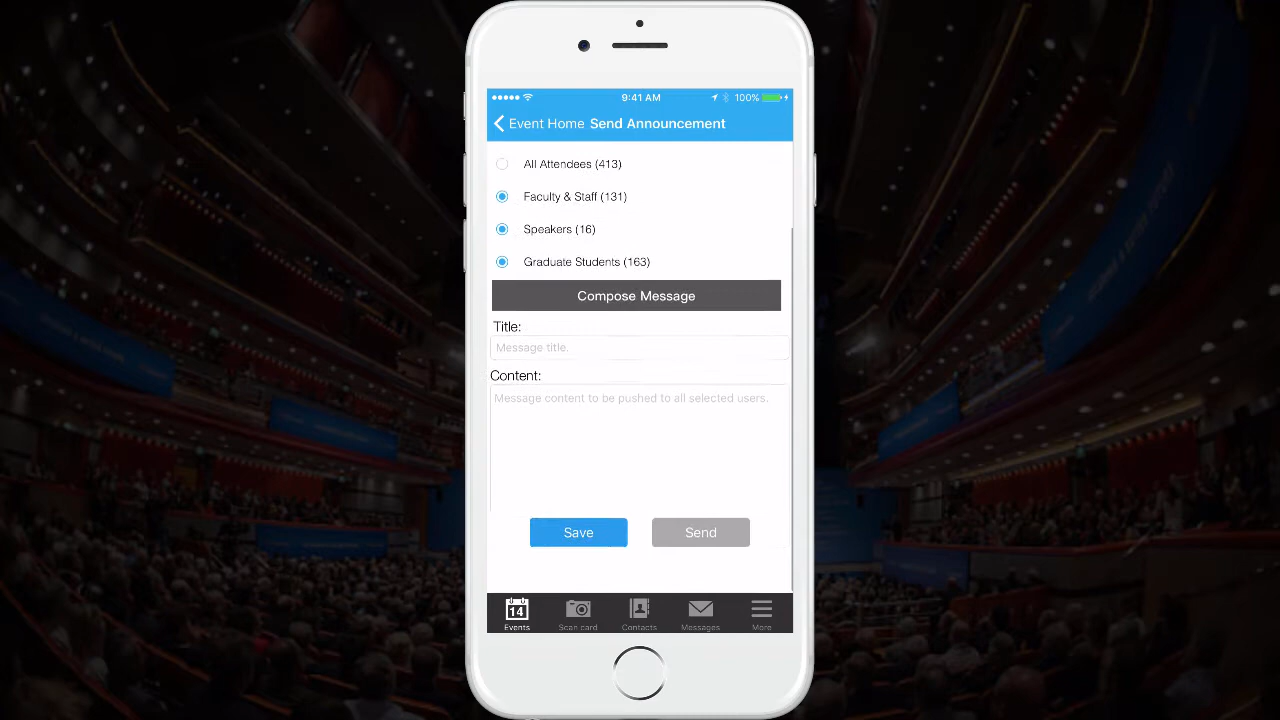 9:41 AM 100%
Event Home Send Announcement
All Attendees (413)
Faculty & Staff (131)
Speakers (16)
Graduate Students (163)
Compose Message
Title:
Message title.
Content:
Message content to be pushed to all selected users.
Save Send
14
Events Scan card Contacts Messages More